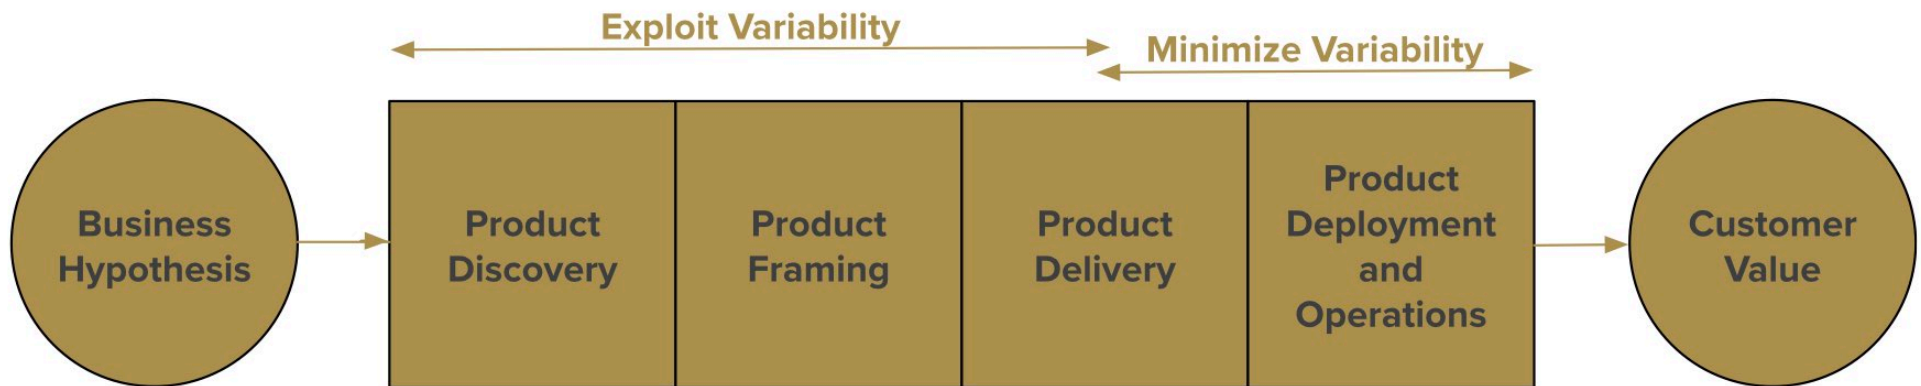 Exploit Variability
Minimize Variability
Business
Hypothesis
Product
Discovery
Product
Framing
Product
Delivery
Product
Deployment
and
Operations
Customer
Value